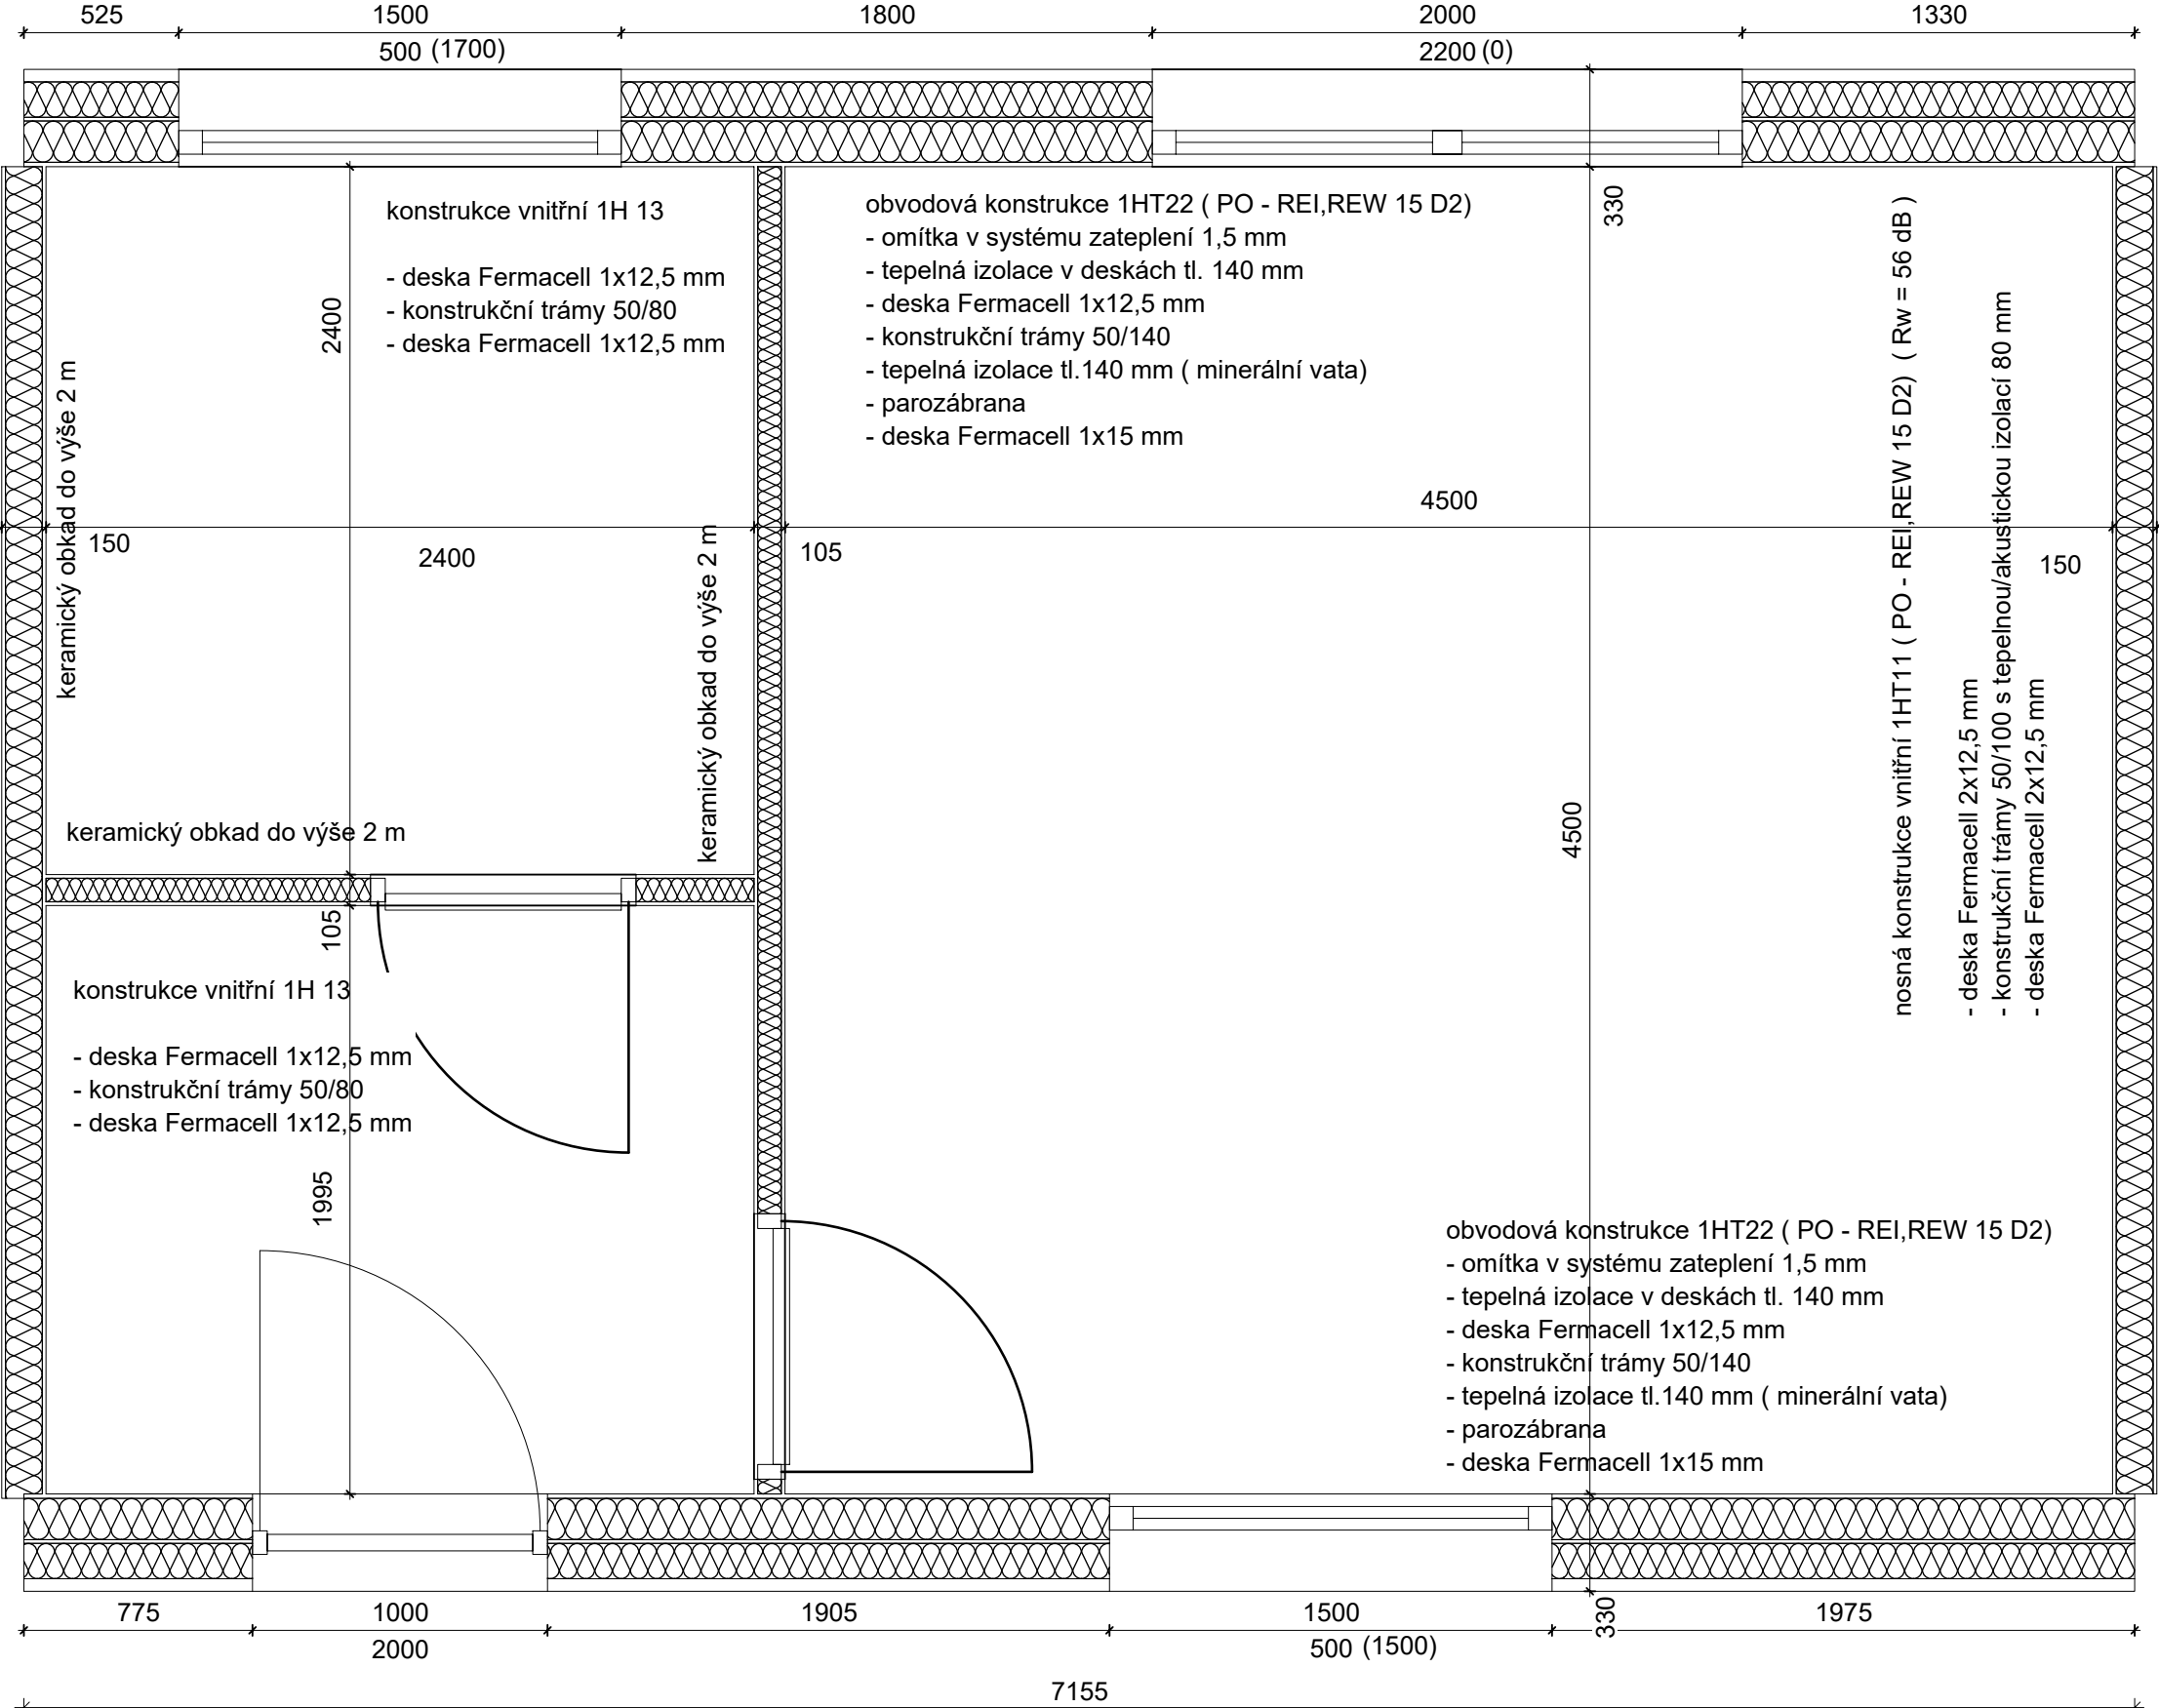 525
1500
1800
2000
1330
500 (1700)
2200 (0)
konstrukce vnitřní 1H 13
- deska Fermacell 1x12,5 mm
- konstrukční trámy 50/80
- deska Fermacell 1x12,5 mm
obvodová konstrukce 1HT22 ( PO - REI,REW 15 D2)
- omítka v systému zateplení 1,5 mm
- tepelná izolace v deskách tl. 140 mm
- deska Fermacell 1x12,5 mm
- konstrukční trámy 50/140
- tepelná izolace tl.140 mm ( minerální vata)
- parozábrana
- deska Fermacell 1x15 mm
330
2400
keramický obkad do výše 2 m
150
2400
keramický obkad do výše 2 m
105
4500
150
nosná konstrukce vnitřní 1HT11 ( PO - REI,REW 15 D2) ( Rw = 56 dB )
- deska Fermacell 2x12,5 mm
- konstrukční trámy 50/100 s tepelnou/akustickou izolací 80 mm
- deska Fermacell 2x12,5 mm
4500
keramický obkad do výše 2 m
105
konstrukce vnitřní 1H 13
- deska Fermacell 1x12,5 mm
- konstrukční trámy 50/80
- deska Fermacell 1x12,5 mm
1995
obvodová konstrukce 1HT22 ( PO - REI,REW 15 D2)
- omítka v systému zateplení 1,5 mm
- tepelná izolace v deskách tl. 140 mm
- deska Fermacell 1x12,5 mm
- konstrukční trámy 50/140
- tepelná izolace tl.140 mm ( minerální vata)
- parozábrana
- deska Fermacell 1x15 mm
775
1000
1905
1500
330
1975
2000
500 (1500)
7155